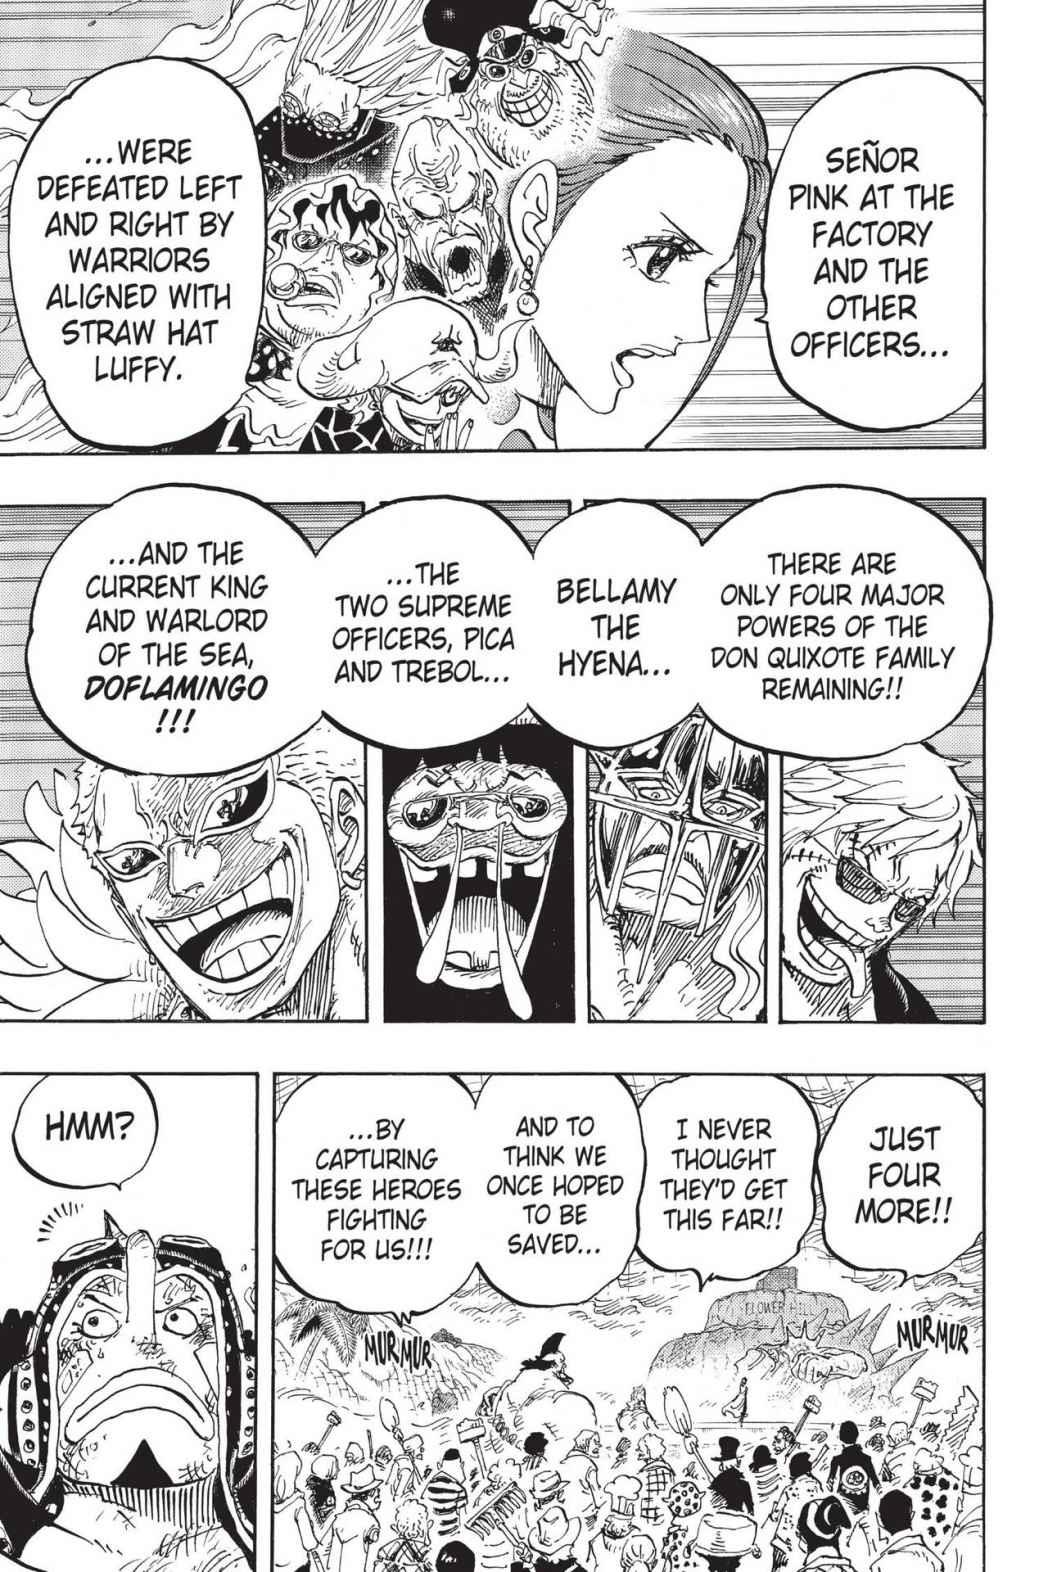 SEÑOR
PINK AT THE
FACTORY
AND THE
OTHER
OFFICERS...
...WERE
DEFEATED LEFT
AND RIGHT BY
WARRIORS
ALIGNED WITH
STRAW HAT
LUFFY.
THERE ARE
ONLY FOUR MAJOR
POWERS OF THE
DON QUIXOTE FAMILY
REMAINING!!
BELLAMY
THE
HYENA...
...THE
TWO SUPREME
OFFICERS, PICA
AND TREBOL...
...AND THE
CURRENT KING
AND WARLORD
OF THE SEA,
DOFLAMINGO
!!!
JUST
FOUR
MORE!!
I NEVER
THOUGHT
THEY'D GET
THIS FAR!!
AND TO
THINK WE
ONCE HOPED
TO BE
SAVED...
...BY
CAPTURING
THESE HEROES
FIGHTING
FOR US!!!
FLOWER HILL
MURMUR
MURMUR
HMM?